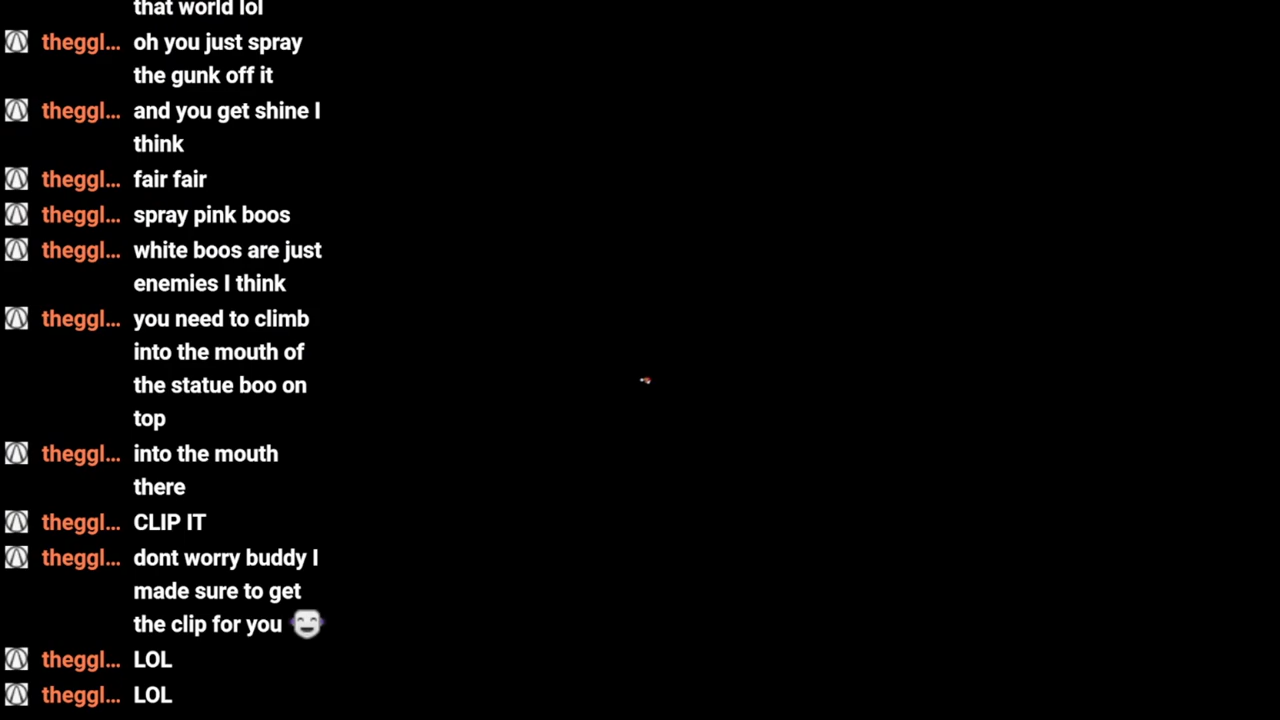 that world lol
theggl... oh you just spray
the gunk off it
theggl... and you get shine I
think
theggl... fair fair
theggl... spray pink boos
theggl... white boos are just
enemies I think
theggl... you need to climb
into the mouth of
the statue boo on
top
theggl... into the mouth
there
theggl... CLIP IT
theggl... dont worry buddy I
made sure to get
the clip for you
theggl... LOL
theggl... LOL